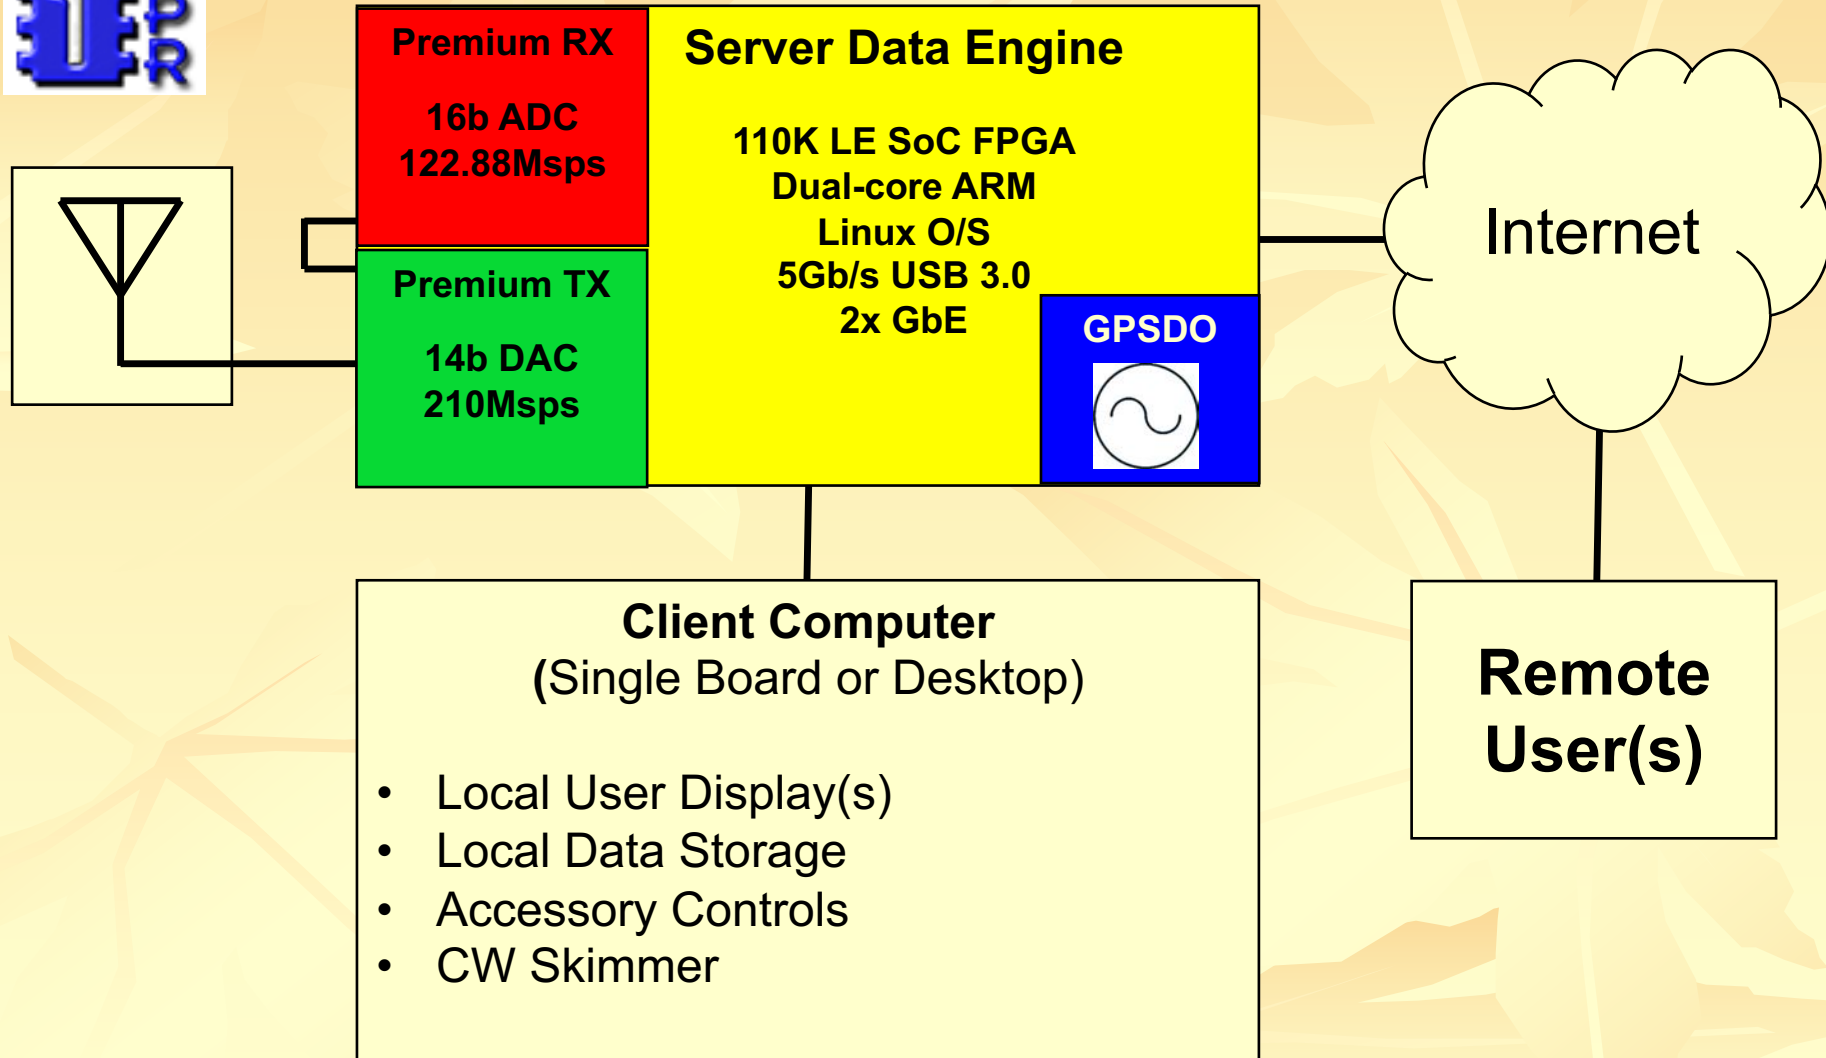 P
R
Premium RX
16b ADC
122.88Msps
Premium TX
14b DAC
210Msps
Server Data Engine
110K LE SoC FPGA
Dual-core ARM
Linux O/S
5Gb/s USB 3.0
2x GbE
GPSDO
Internet
Client Computer
(Single Board or Desktop)
• Local User Display(s)
• Local Data Storage
• Accessory Controls
• CW Skimmer
Remote
User(s)